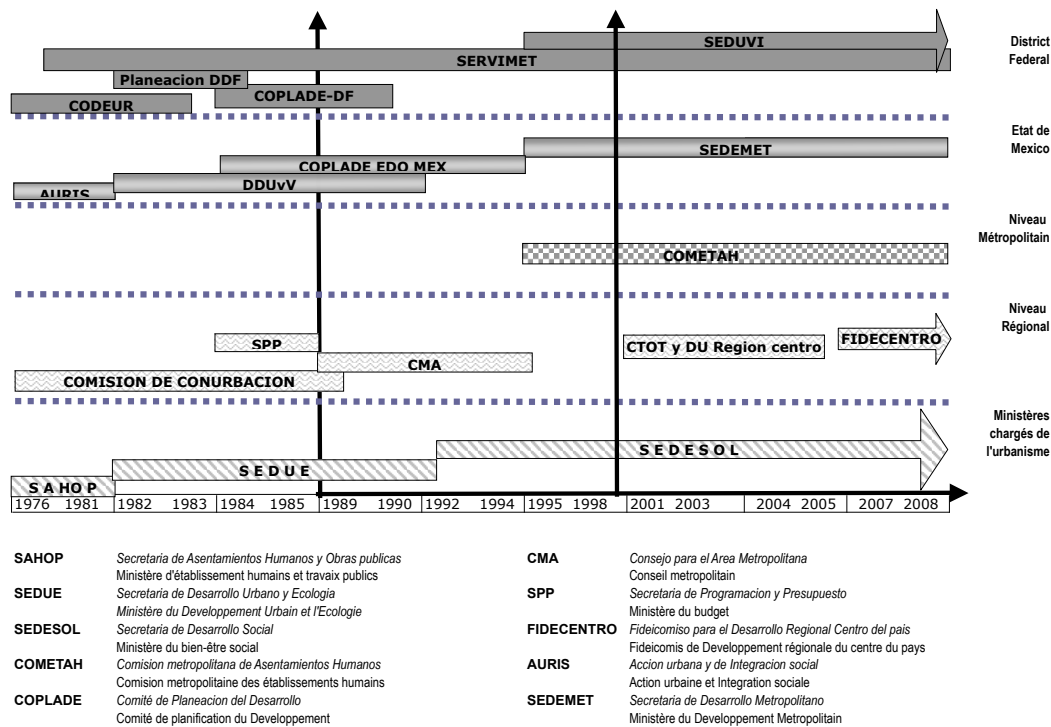 SEDUVI
District
Federal
SERVIMET
Planeacion DDF
COPLADE-DF
CODEUR
Etat de
Mexico
SEDEMET
COPLADE EDO MEX
DDUvV
AURIS
Niveau
Métropolitain
COMETAH
Niveau
Régional
SPP
CTOT y DU Region centro
FIDECENTRO
CMA
COMISION DE CONURBACION
Ministères
chargés de
l'urbanisme
S E D E S O L
S E D U E
S A H O P
1976 1981 1982 1983 1984 1985 1989 1990 1992 1994 1995 1998 2001 2003 2004 2005 2007 2008
SAHOP Secretaria de Asentamientos Humanos y Obras publicas
Ministère d'établissement humains et travaix publics
SEDUE Secretaria de Desarrollo Urbano y Ecologia
Ministère du Developpement Urbain et l'Ecologie
SEDESOL Secretaria de Desarrollo Social
Ministère du bien-être social
COMETAH Comision metropolitana de Asentamientos Humanos
Comision metropolitaine des établissements humains
COPLADE Comité de Planeacion del Desarrollo
Comité de planification du Developpement
CMA Consejo para el Area Metropolitana
Conseil metropolitain
SPP Secretaria de Programacion y Presupuesto
Ministère du budget
FIDECENTRO Fideicomiso para el Desarrollo Regional Centro del pais
Fideicomis de Developpement régionale du centre du pays
AURIS Accion urbana y de Integracion social
Action urbaine et Integration sociale
SEDEMET Secretaria de Desarrollo Metropolitano
Ministère du Developpement Metropolitain